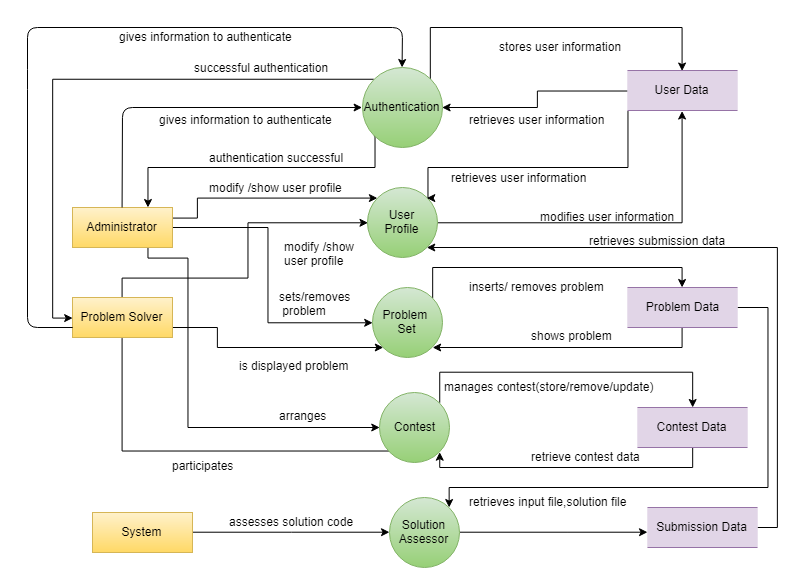 gives information to authenticate
stores user information
successful authentication
User Data
Authentication
gives information to authenticate
retrieves user information
authentication successful
retrieves user information
modify /show user profile
User
Profile
modifies user information
Administrator
retrieves submission data
modify /show
user profile
inserts/ removes problem
sets/removes
problem
Problem Data
Problem Solver
Problem
Set
shows problem
is displayed problem
manages contest(store/remove/update)
arranges
Contest
Contest Data
retrieve contest data
participates
retrieves input file,solution file
assesses solution code
System
Solution
Assessor
Submission Data